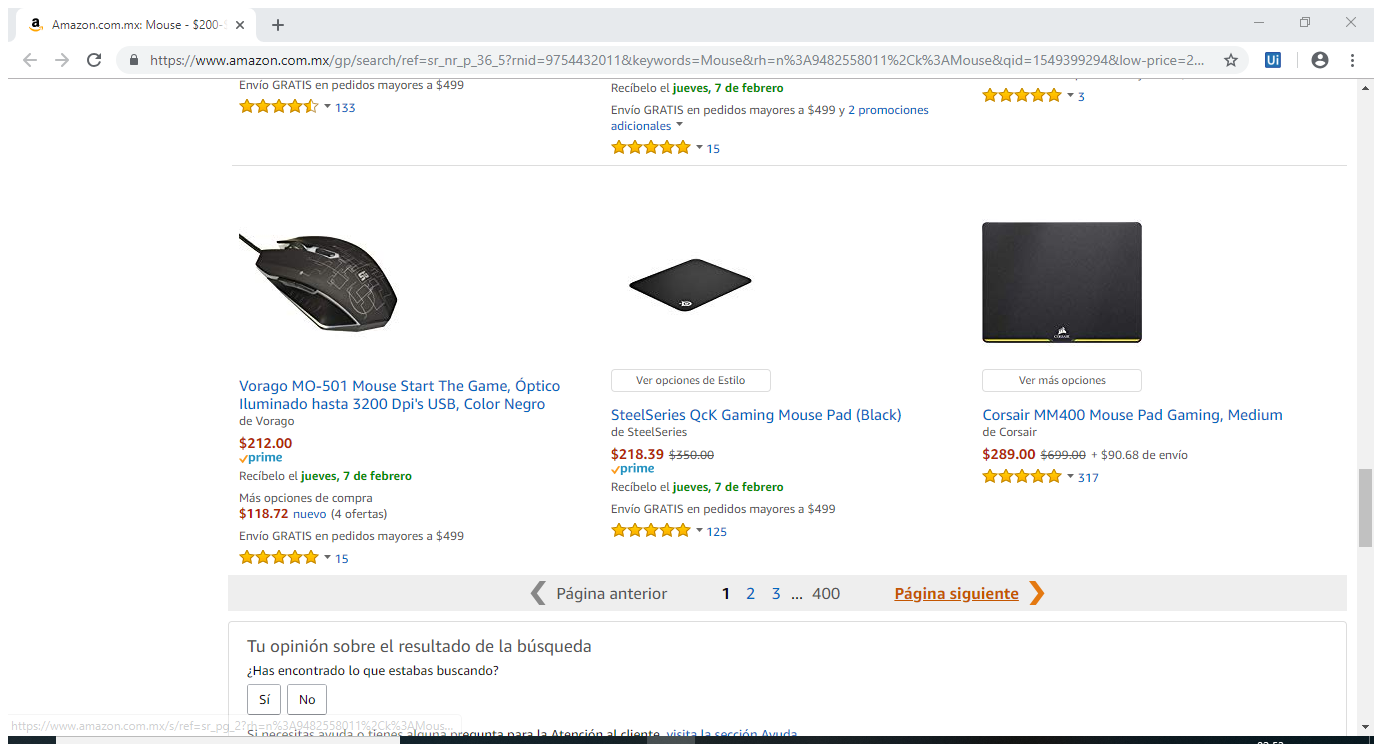 Amazon.com.mx: Mouse - $200-
https://www.amazon.com.mx/gp/search/ref=sr_nr_p_36_5?rnid=9754432011&keywords=Mouse&rh=n%3A9482558011%2Ck%3AMouse&qid=1549399294&low-price=2...
Ui
Envío GRATIS en pedidos mayores a $499
133
Recíbelo el jueves, 7 de febrero
Envío GRATIS en pedidos mayores a $499 y 2 promociones
adicionales
15
3
Vorago MO-501 Mouse Start The Game, Óptico
Iluminado hasta 3200 Dpi's USB, Color Negro
de Vorago
$212.00
prime
Recíbelo el jueves, 7 de febrero
Más opciones de compra
$118.72 nuevo (4 ofertas)
Envío GRATIS en pedidos mayores a $499
15
Ver opciones de Estilo
SteelSeries QcK Gaming Mouse Pad (Black)
de SteelSeries
$218.39 $350.00
prime
Recíbelo el jueves, 7 de febrero
Envío GRATIS en pedidos mayores a $499
125
CORSAIR
Ver más opciones
Corsair MM400 Mouse Pad Gaming, Medium
de Corsair
$289.00 $699.00 + $90.68 de envío
317
Página anterior 1 2 3 ... 400 Página siguiente
Tu opinión sobre el resultado de la búsqueda
¿Has encontrado lo que estabas buscando?
Sí No
https://www.amazon.com.mx/s/ref=sr_pg_2?rh=n%3A9482558011%2Ck%3AMous...
Si necesitas ayuda o tienes alguna pregunta para la Atención al cliente, visita la sección Ayuda